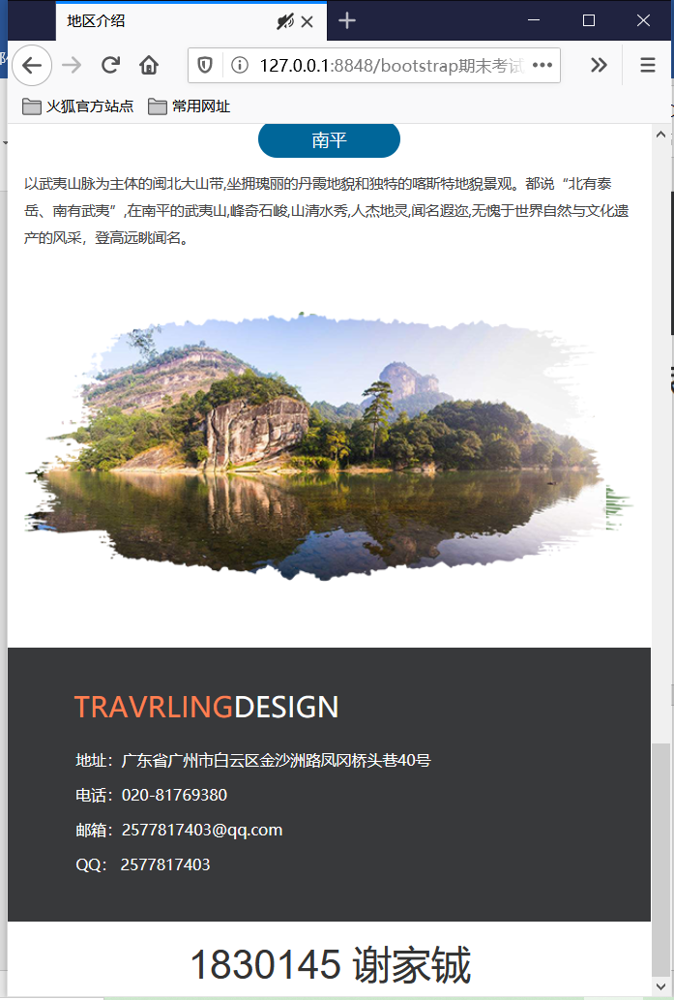 地区介绍
127.0.0.1:8848/bootstrap期末考试
火狐官方站点 常用网址
南平
以武夷山脉为主体的闽北大山带,坐拥瑰丽的丹霞地貌和独特的喀斯特地貌景观。都说“北有泰
岳、南有武夷”,在南平的武夷山,峰奇石峻,山清水秀,人杰地灵,闻名遐迩,无愧于世界自然与文化遗
产的风采，登高远眺闻名。
TRAVRLINGDESIGN
地址：广东省广州市白云区金沙洲路凤冈桥头巷40号
电话：020-81769380
邮箱：2577817403@qq.com
QQ： 2577817403
1830145 谢家铖